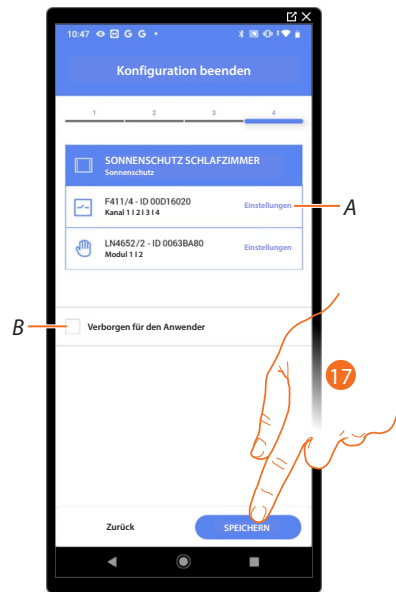 10:47 G G
Konfiguration beenden
1 2 3 4
SONNENSCHUTZ SCHLAFZIMMER
Sonnenschutz
F411/4 - ID 00D16020
Einstellungen
A
Kanal 1 I 2 I 3 I 4
LN4652/2 - ID 0063BA80
Einstellungen
Modul 1 I 2
B
Verborgen für den Anwender
17
Zurück
SPEICHERN